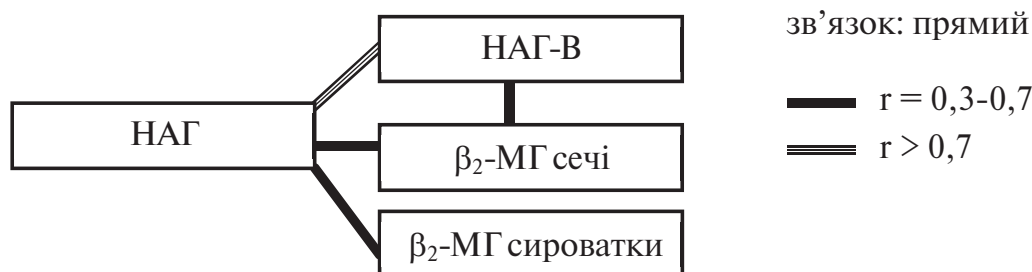 НАГ
НАГ-В
β₂-МГ сечі
β₂-МГ сироватки
зв’язок: прямий
r = 0,3-0,7
r > 0,7